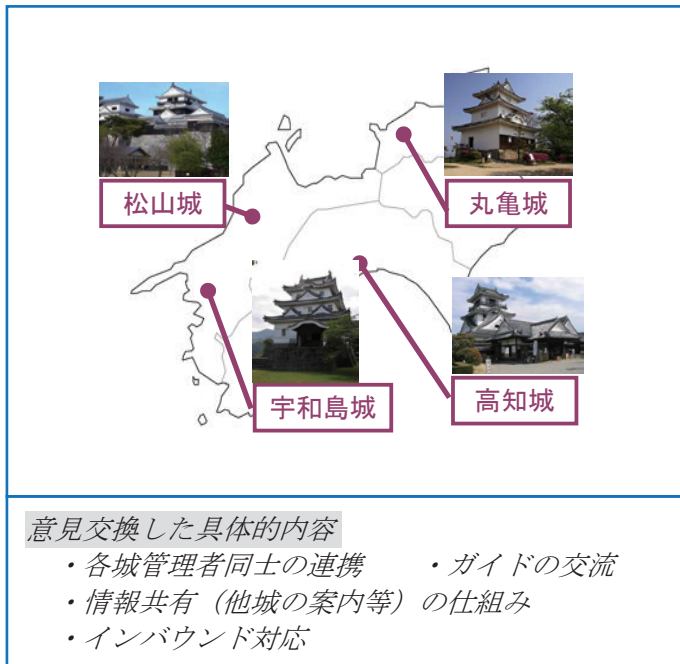 松山城
丸亀城
宇和島城
高知城
意見交換した具体的内容
・各城管理者同士の連携　　・ガイドの交流
・情報共有（他城の案内等）の仕組み
・インバウンド対応